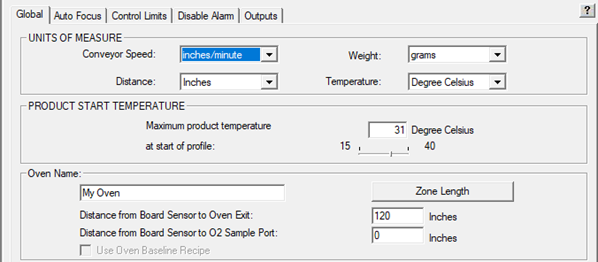 Global Auto Focus Control Limits Disable Alarm Outputs ?
UNITS OF MEASURE
Conveyor Speed: inches/minute Weight: grams
Distance: Inches Temperature: Degree Celsius
PRODUCT START TEMPERATURE
Maximum product temperature 31 Degree Celsius
at start of profile: 15 40
Oven Name:
My Oven Zone Length
Distance from Board Sensor to Oven Exit: 120 Inches
Distance from Board Sensor to O2 Sample Port: 0 Inches
Use Oven Baseline Recipe